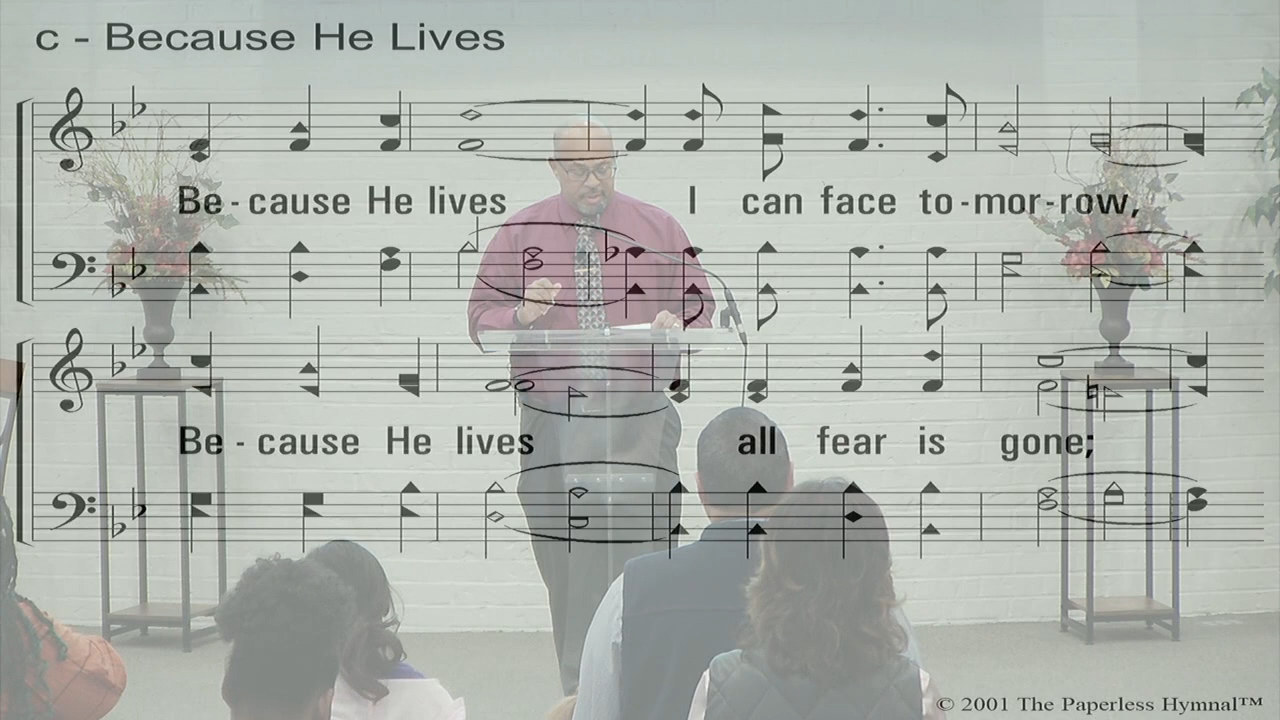 c - Because He Lives
Be - cause He lives I can face to - mor - row,
Be - cause He lives all fear is gone;
© 2001 The Paperless Hymnal™